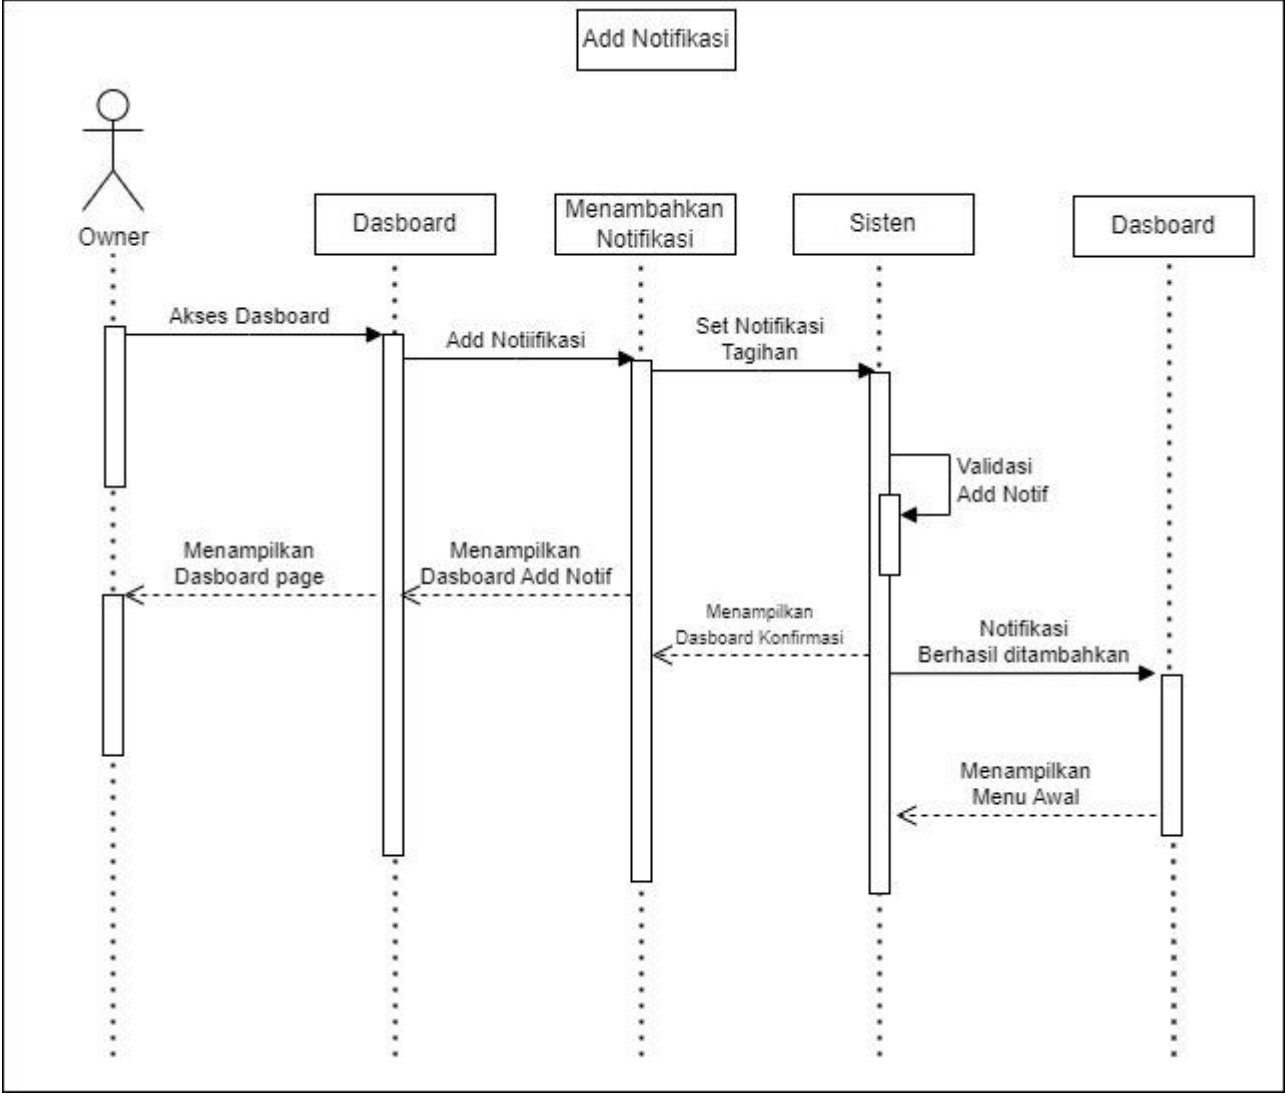 Add Notifikasi
Owner
Dasboard
Menambahkan
Notifikasi
Sisten
Dasboard
Akses Dasboard
Add Notiifikasi
Set Notifikasi
Tagihan
Validasi
Add Notif
Menampilkan
Dasboard page
Menampilkan
Dasboard Add Notif
Menampilkan
Dasboard Konfirmasi
Notifikasi
Berhasil ditambahkan
Menampilkan
Menu Awal